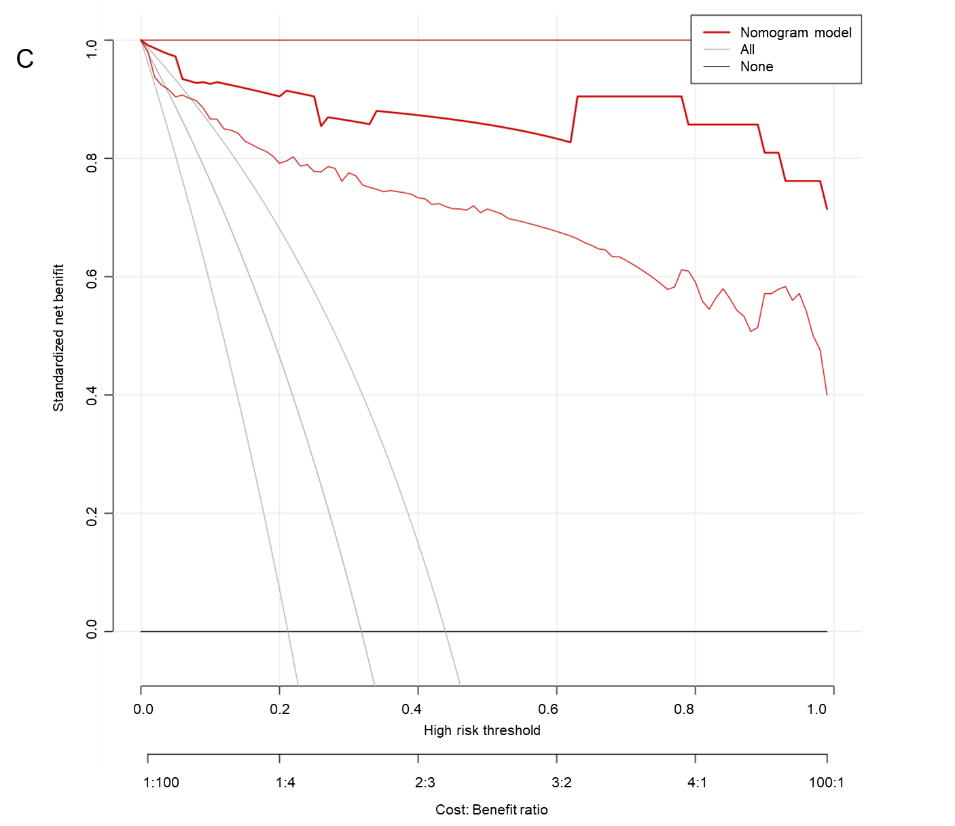 C
Nomogram model
All
None
Standardized net benifit
1.0
0.8
0.6
0.4
0.2
0.0
0.0 0.2 0.4 0.6 0.8 1.0
High risk threshold
1:100 1:4 2:3 3:2 4:1 100:1
Cost: Benefit ratio